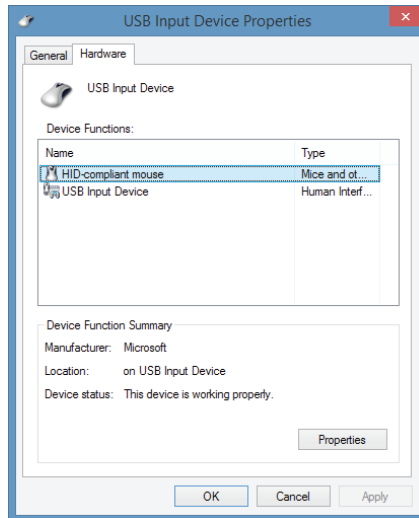 USB Input Device Properties
General Hardware
USB Input Device
Device Functions:
Name Type
HID-compliant mouse Mice and ot...
USB Input Device Human Interf...
Device Function Summary
Manufacturer: Microsoft
Location: on USB Input Device
Device status: This device is working properly.
Properties
OK Cancel Apply